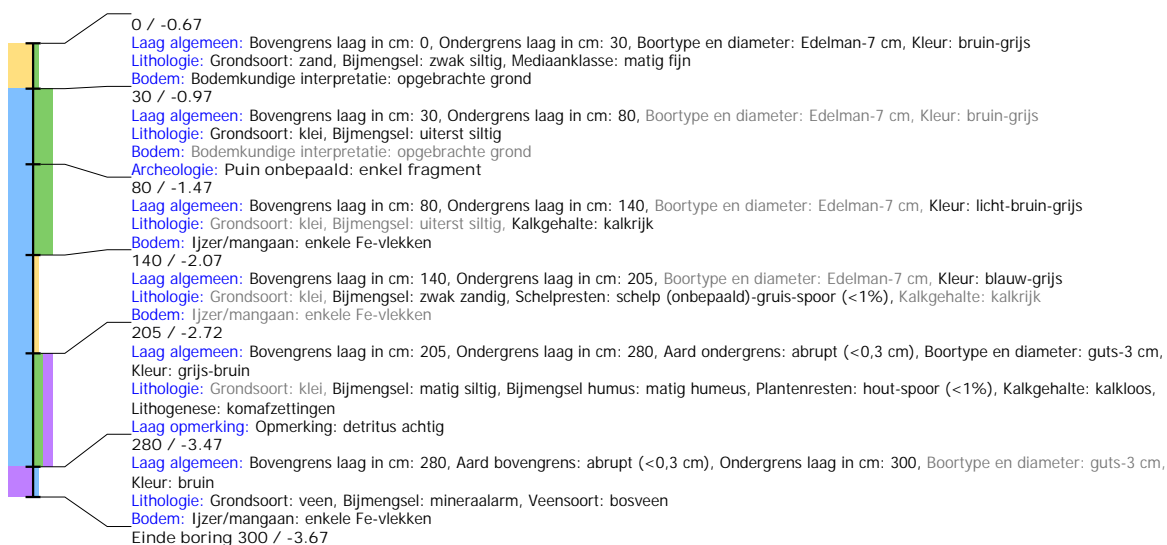 0 / -0.67
Laag algemeen: Bovengrens laag in cm: 0, Ondergrens laag in cm: 30, Boortype en diameter: Edelman-7 cm, Kleur: bruin-grijs
Lithologie: Grondsoort: zand, Bijmengsel: zwak siltig, Mediaanklasse: matig fijn
Bodem: Bodemkundige interpretatie: opgebrachte grond
30 / -0.97
Laag algemeen: Bovengrens laag in cm: 30, Ondergrens laag in cm: 80, Boortype en diameter: Edelman-7 cm, Kleur: bruin-grijs
Lithologie: Grondsoort: klei, Bijmengsel: uiterst siltig
Bodem: Bodemkundige interpretatie: opgebrachte grond
Archeologie: Puin onbepaald: enkel fragment
80 / -1.47
Laag algemeen: Bovengrens laag in cm: 80, Ondergrens laag in cm: 140, Boortype en diameter: Edelman-7 cm, Kleur: licht-bruin-grijs
Lithologie: Grondsoort: klei, Bijmengsel: uiterst siltig, Kalkgehalte: kalkrijk
Bodem: Ijzer/mangaan: enkele Fe-vlekken
140 / -2.07
Laag algemeen: Bovengrens laag in cm: 140, Ondergrens laag in cm: 205, Boortype en diameter: Edelman-7 cm, Kleur: blauw-grijs
Lithologie: Grondsoort: klei, Bijmengsel: zwak zandig, Schelpresten: schelp (onbepaald)-gruis-spoor (<1%), Kalkgehalte: kalkrijk
Bodem: Ijzer/mangaan: enkele Fe-vlekken
205 / -2.72
Laag algemeen: Bovengrens laag in cm: 205, Ondergrens laag in cm: 280, Aard ondergrens: abrupt (<0,3 cm), Boortype en diameter: guts-3 cm,
Kleur: grijs-bruin
Lithologie: Grondsoort: klei, Bijmengsel: matig siltig, Bijmengsel humus: matig humeus, Plantenresten: hout-spoor (<1%), Kalkgehalte: kalkloos,
Lithogenese: komafzettingen
Laag opmerking: Opmerking: detritus achtig
280 / -3.47
Laag algemeen: Bovengrens laag in cm: 280, Aard bovengrens: abrupt (<0,3 cm), Ondergrens laag in cm: 300, Boortype en diameter: guts-3 cm,
Kleur: bruin
Lithologie: Grondsoort: veen, Bijmengsel: mineraalarm, Veensoort: bosveen
Bodem: Ijzer/mangaan: enkele Fe-vlekken
Einde boring 300 / -3.67